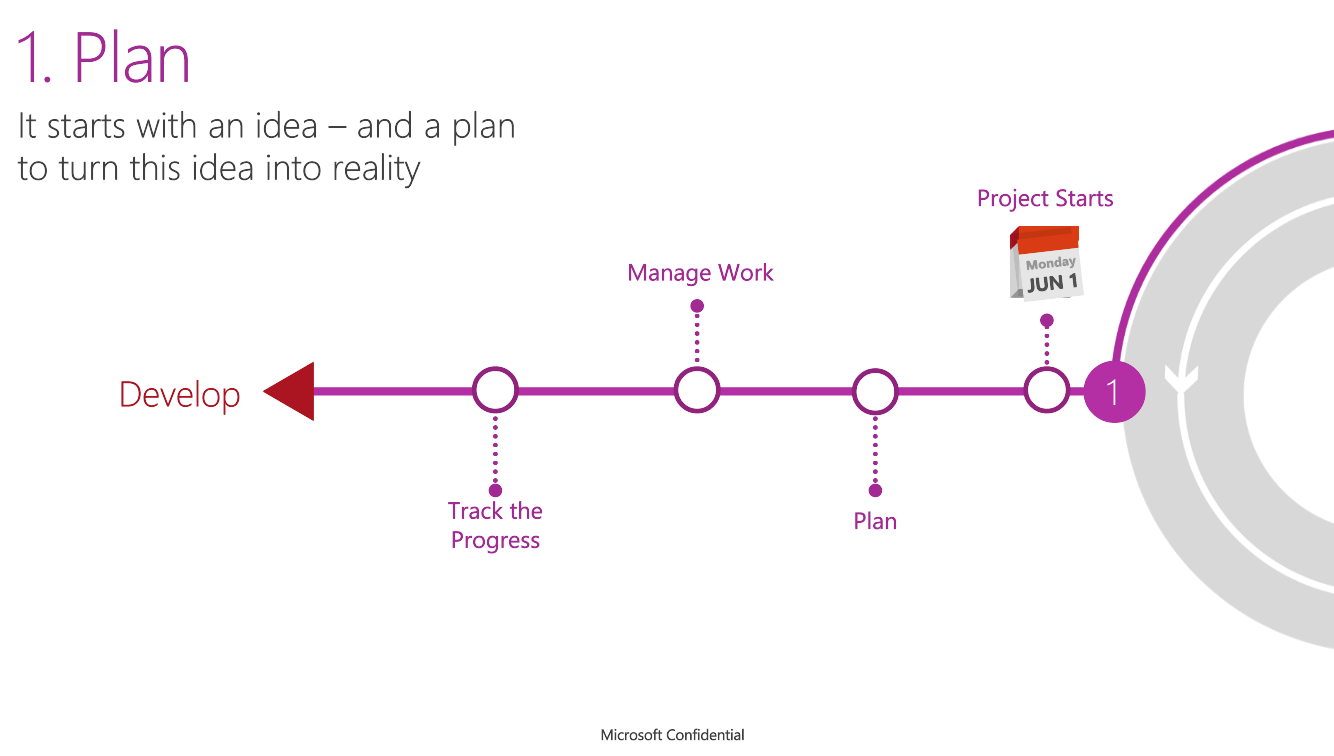 1. Plan
It starts with an idea – and a plan
to turn this idea into reality
Project Starts
Monday
JUN 1
Manage Work
Develop
1
Track the
Progress
Plan
Microsoft Confidential